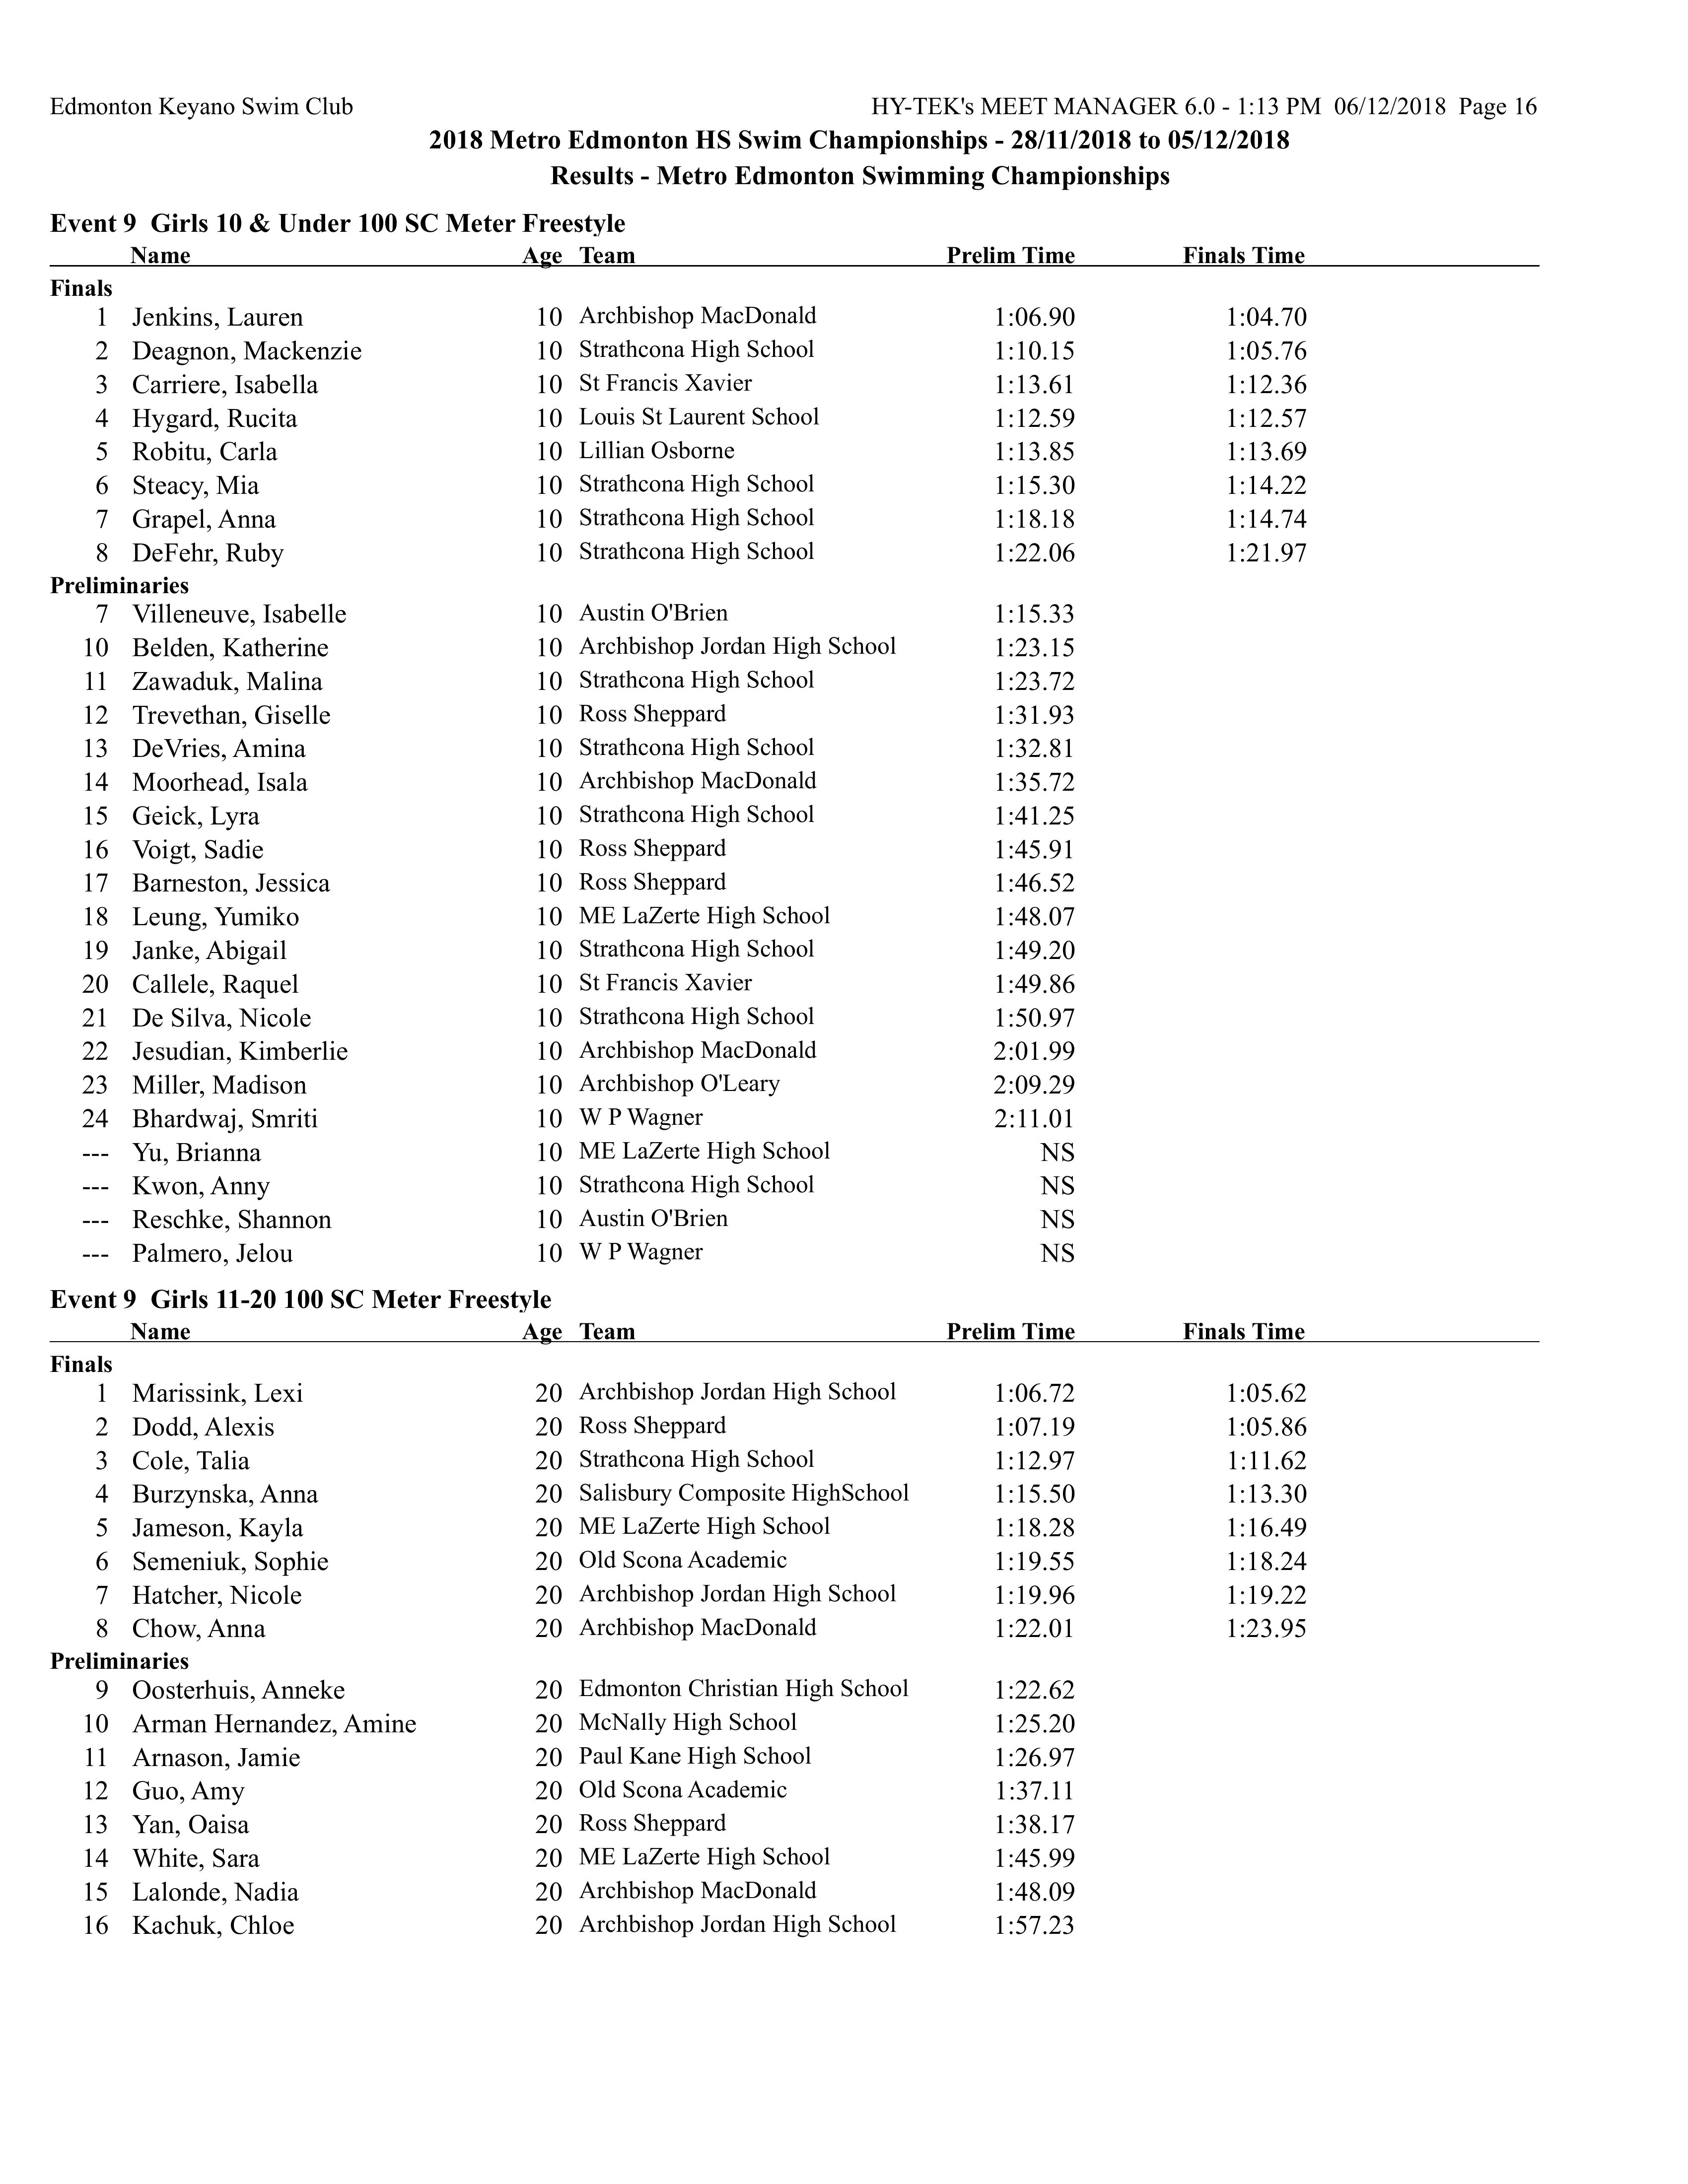 Edmonton Keyano Swim Club HY-TEK's MEET MANAGER 6.0 - 1:13 PM 06/12/2018 Page 16
2018 Metro Edmonton HS Swim Championships - 28/11/2018 to 05/12/2018
Results - Metro Edmonton Swimming Championships
Event 9 Girls 10 & Under 100 SC Meter Freestyle
Name Age Team Prelim Time Finals Time
Finals
1 Jenkins, Lauren 10 Archbishop MacDonald 1:06.90 1:04.70
2 Deagnon, Mackenzie 10 Strathcona High School 1:10.15 1:05.76
3 Carriere, Isabella 10 St Francis Xavier 1:13.61 1:12.36
4 Hygard, Rucita 10 Louis St Laurent School 1:12.59 1:12.57
5 Robitu, Carla 10 Lillian Osborne 1:13.85 1:13.69
6 Steacy, Mia 10 Strathcona High School 1:15.30 1:14.22
7 Grapel, Anna 10 Strathcona High School 1:18.18 1:14.74
8 DeFehr, Ruby 10 Strathcona High School 1:22.06 1:21.97
Preliminaries
7 Villeneuve, Isabelle 10 Austin O'Brien 1:15.33
10 Belden, Katherine 10 Archbishop Jordan High School 1:23.15
11 Zawaduk, Malina 10 Strathcona High School 1:23.72
12 Trevethan, Giselle 10 Ross Sheppard 1:31.93
13 DeVries, Amina 10 Strathcona High School 1:32.81
14 Moorhead, Isala 10 Archbishop MacDonald 1:35.72
15 Geick, Lyra 10 Strathcona High School 1:41.25
16 Voigt, Sadie 10 Ross Sheppard 1:45.91
17 Barneston, Jessica 10 Ross Sheppard 1:46.52
18 Leung, Yumiko 10 ME LaZerte High School 1:48.07
19 Janke, Abigail 10 Strathcona High School 1:49.20
20 Callele, Raquel 10 St Francis Xavier 1:49.86
21 De Silva, Nicole 10 Strathcona High School 1:50.97
22 Jesudian, Kimberlie 10 Archbishop MacDonald 2:01.99
23 Miller, Madison 10 Archbishop O'Leary 2:09.29
24 Bhardwaj, Smriti 10 W P Wagner 2:11.01
--- Yu, Brianna 10 ME LaZerte High School NS
--- Kwon, Anny 10 Strathcona High School NS
--- Reschke, Shannon 10 Austin O'Brien NS
--- Palmero, Jelou 10 W P Wagner NS
Event 9 Girls 11-20 100 SC Meter Freestyle
Name Age Team Prelim Time Finals Time
Finals
1 Marissink, Lexi 20 Archbishop Jordan High School 1:06.72 1:05.62
2 Dodd, Alexis 20 Ross Sheppard 1:07.19 1:05.86
3 Cole, Talia 20 Strathcona High School 1:12.97 1:11.62
4 Burzynska, Anna 20 Salisbury Composite HighSchool 1:15.50 1:13.30
5 Jameson, Kayla 20 ME LaZerte High School 1:18.28 1:16.49
6 Semeniuk, Sophie 20 Old Scona Academic 1:19.55 1:18.24
7 Hatcher, Nicole 20 Archbishop Jordan High School 1:19.96 1:19.22
8 Chow, Anna 20 Archbishop MacDonald 1:22.01 1:23.95
Preliminaries
9 Oosterhuis, Anneke 20 Edmonton Christian High School 1:22.62
10 Arman Hernandez, Amine 20 McNally High School 1:25.20
11 Arnason, Jamie 20 Paul Kane High School 1:26.97
12 Guo, Amy 20 Old Scona Academic 1:37.11
13 Yan, Oaisa 20 Ross Sheppard 1:38.17
14 White, Sara 20 ME LaZerte High School 1:45.99
15 Lalonde, Nadia 20 Archbishop MacDonald 1:48.09
16 Kachuk, Chloe 20 Archbishop Jordan High School 1:57.23